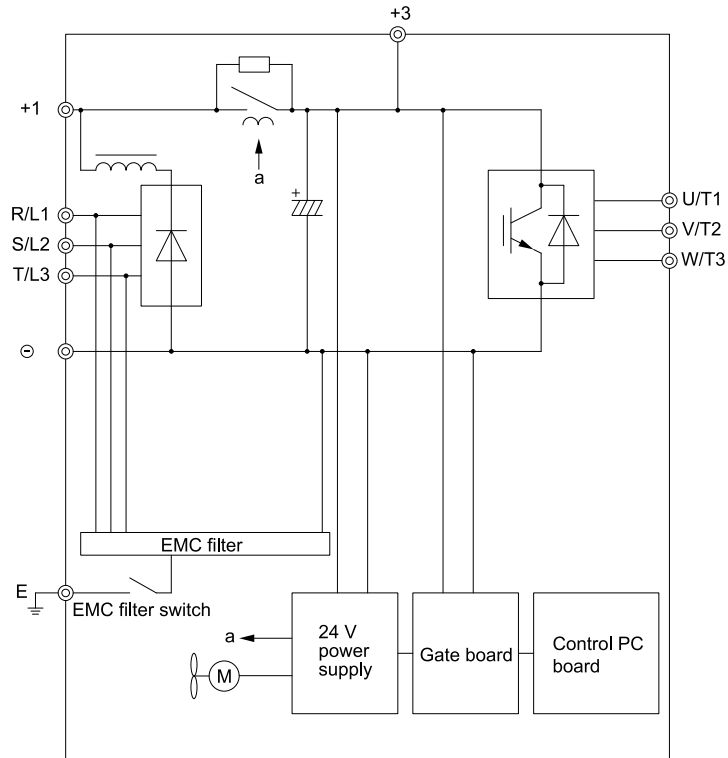 +3
+1
a
+
R/L1
S/L2
T/L3
U/T1
V/T2
W/T3
⊖
EMC filter
E
EMC filter switch
a
M
24 V
power
supply
Gate board
Control PC
board